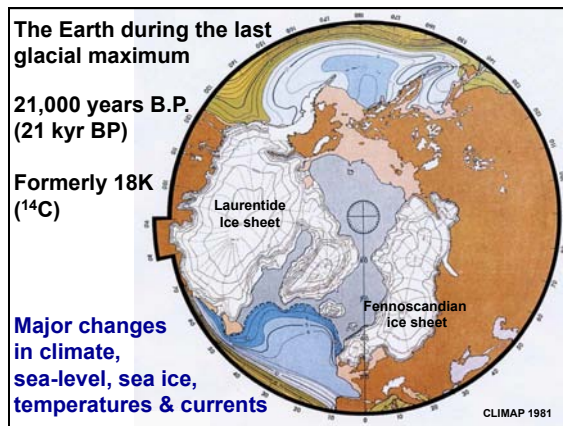 The Earth during the last
glacial maximum
21,000 years B.P.
(21 kyr BP)
Formerly 18K
(¹⁴C)
Laurentide
Ice sheet
Fennoscandian
ice sheet
Major changes
in climate,
sea-level, sea ice,
temperatures & currents
CLIMAP 1981